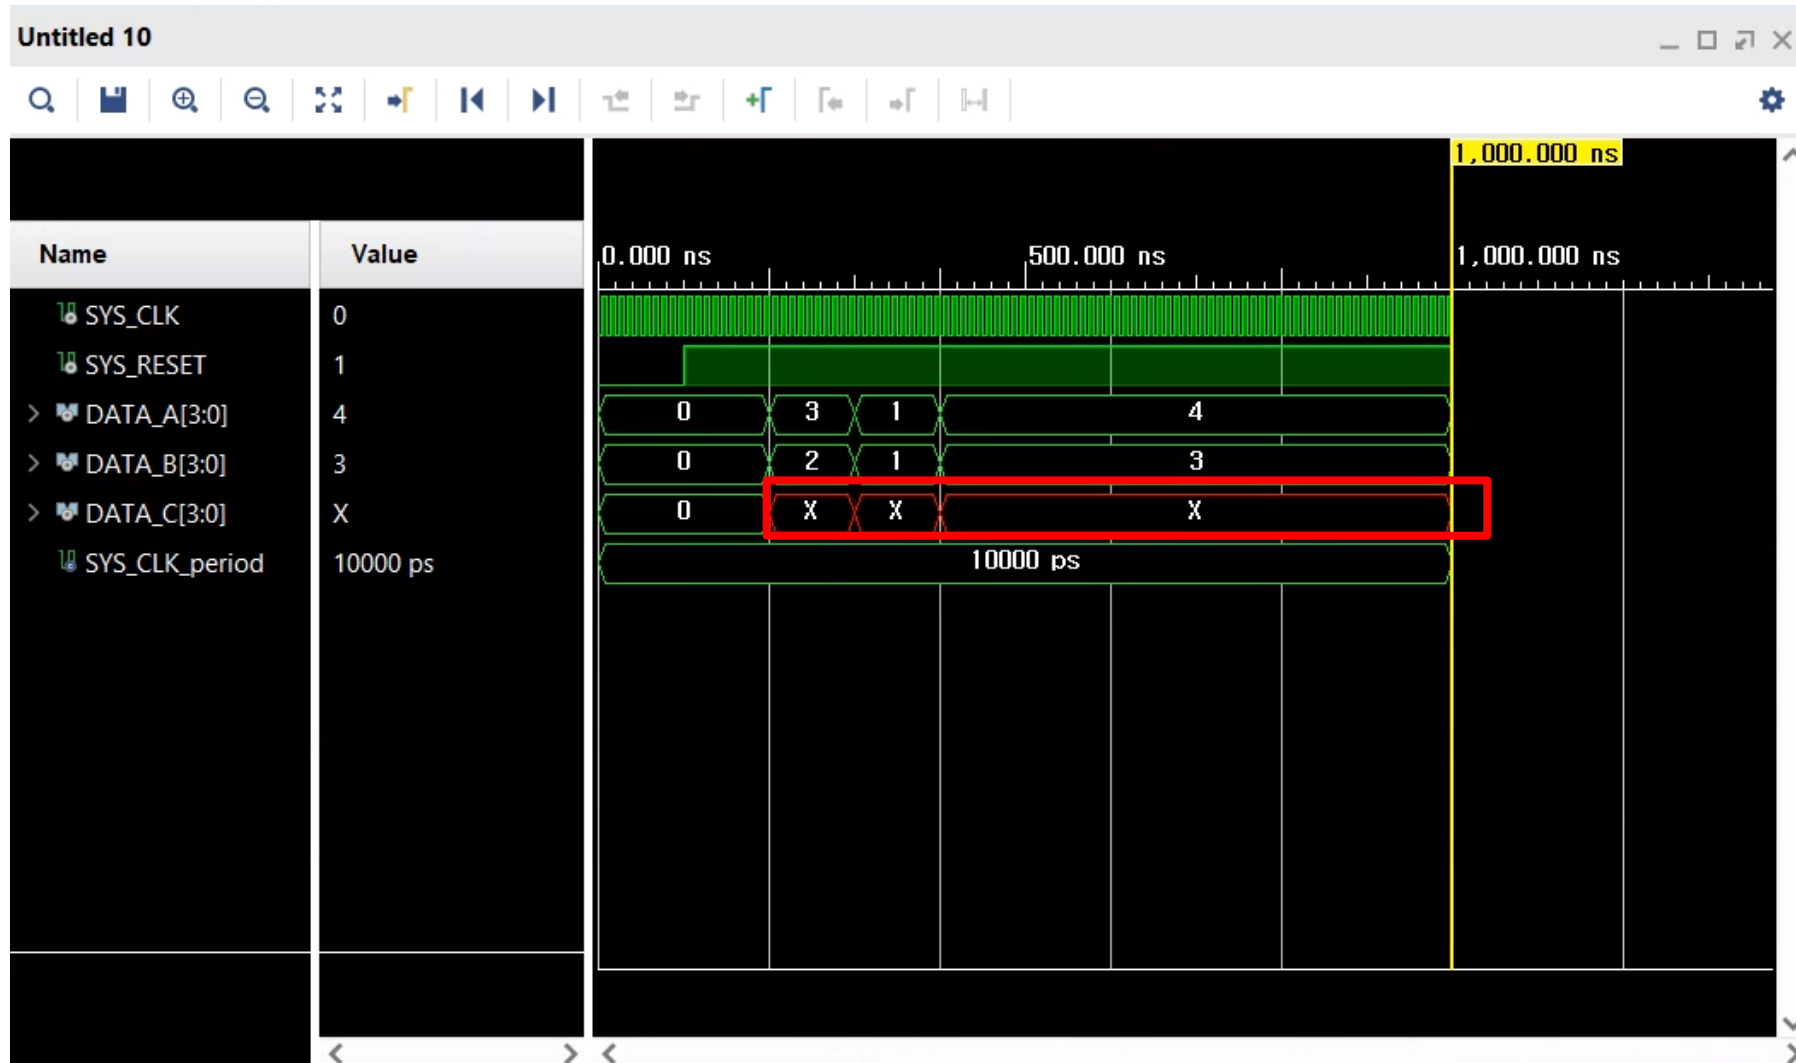 Untitled 10
1,000.000 ns
Name Value 0.000 ns 500.000 ns 1,000.000 ns
SYS_CLK 0
SYS_RESET 1
DATA_A[3:0] 4 0 3 1 4
DATA_B[3:0] 3 0 2 1 3
DATA_C[3:0] X 0 X X X
SYS_CLK_period 10000 ps 10000 ps